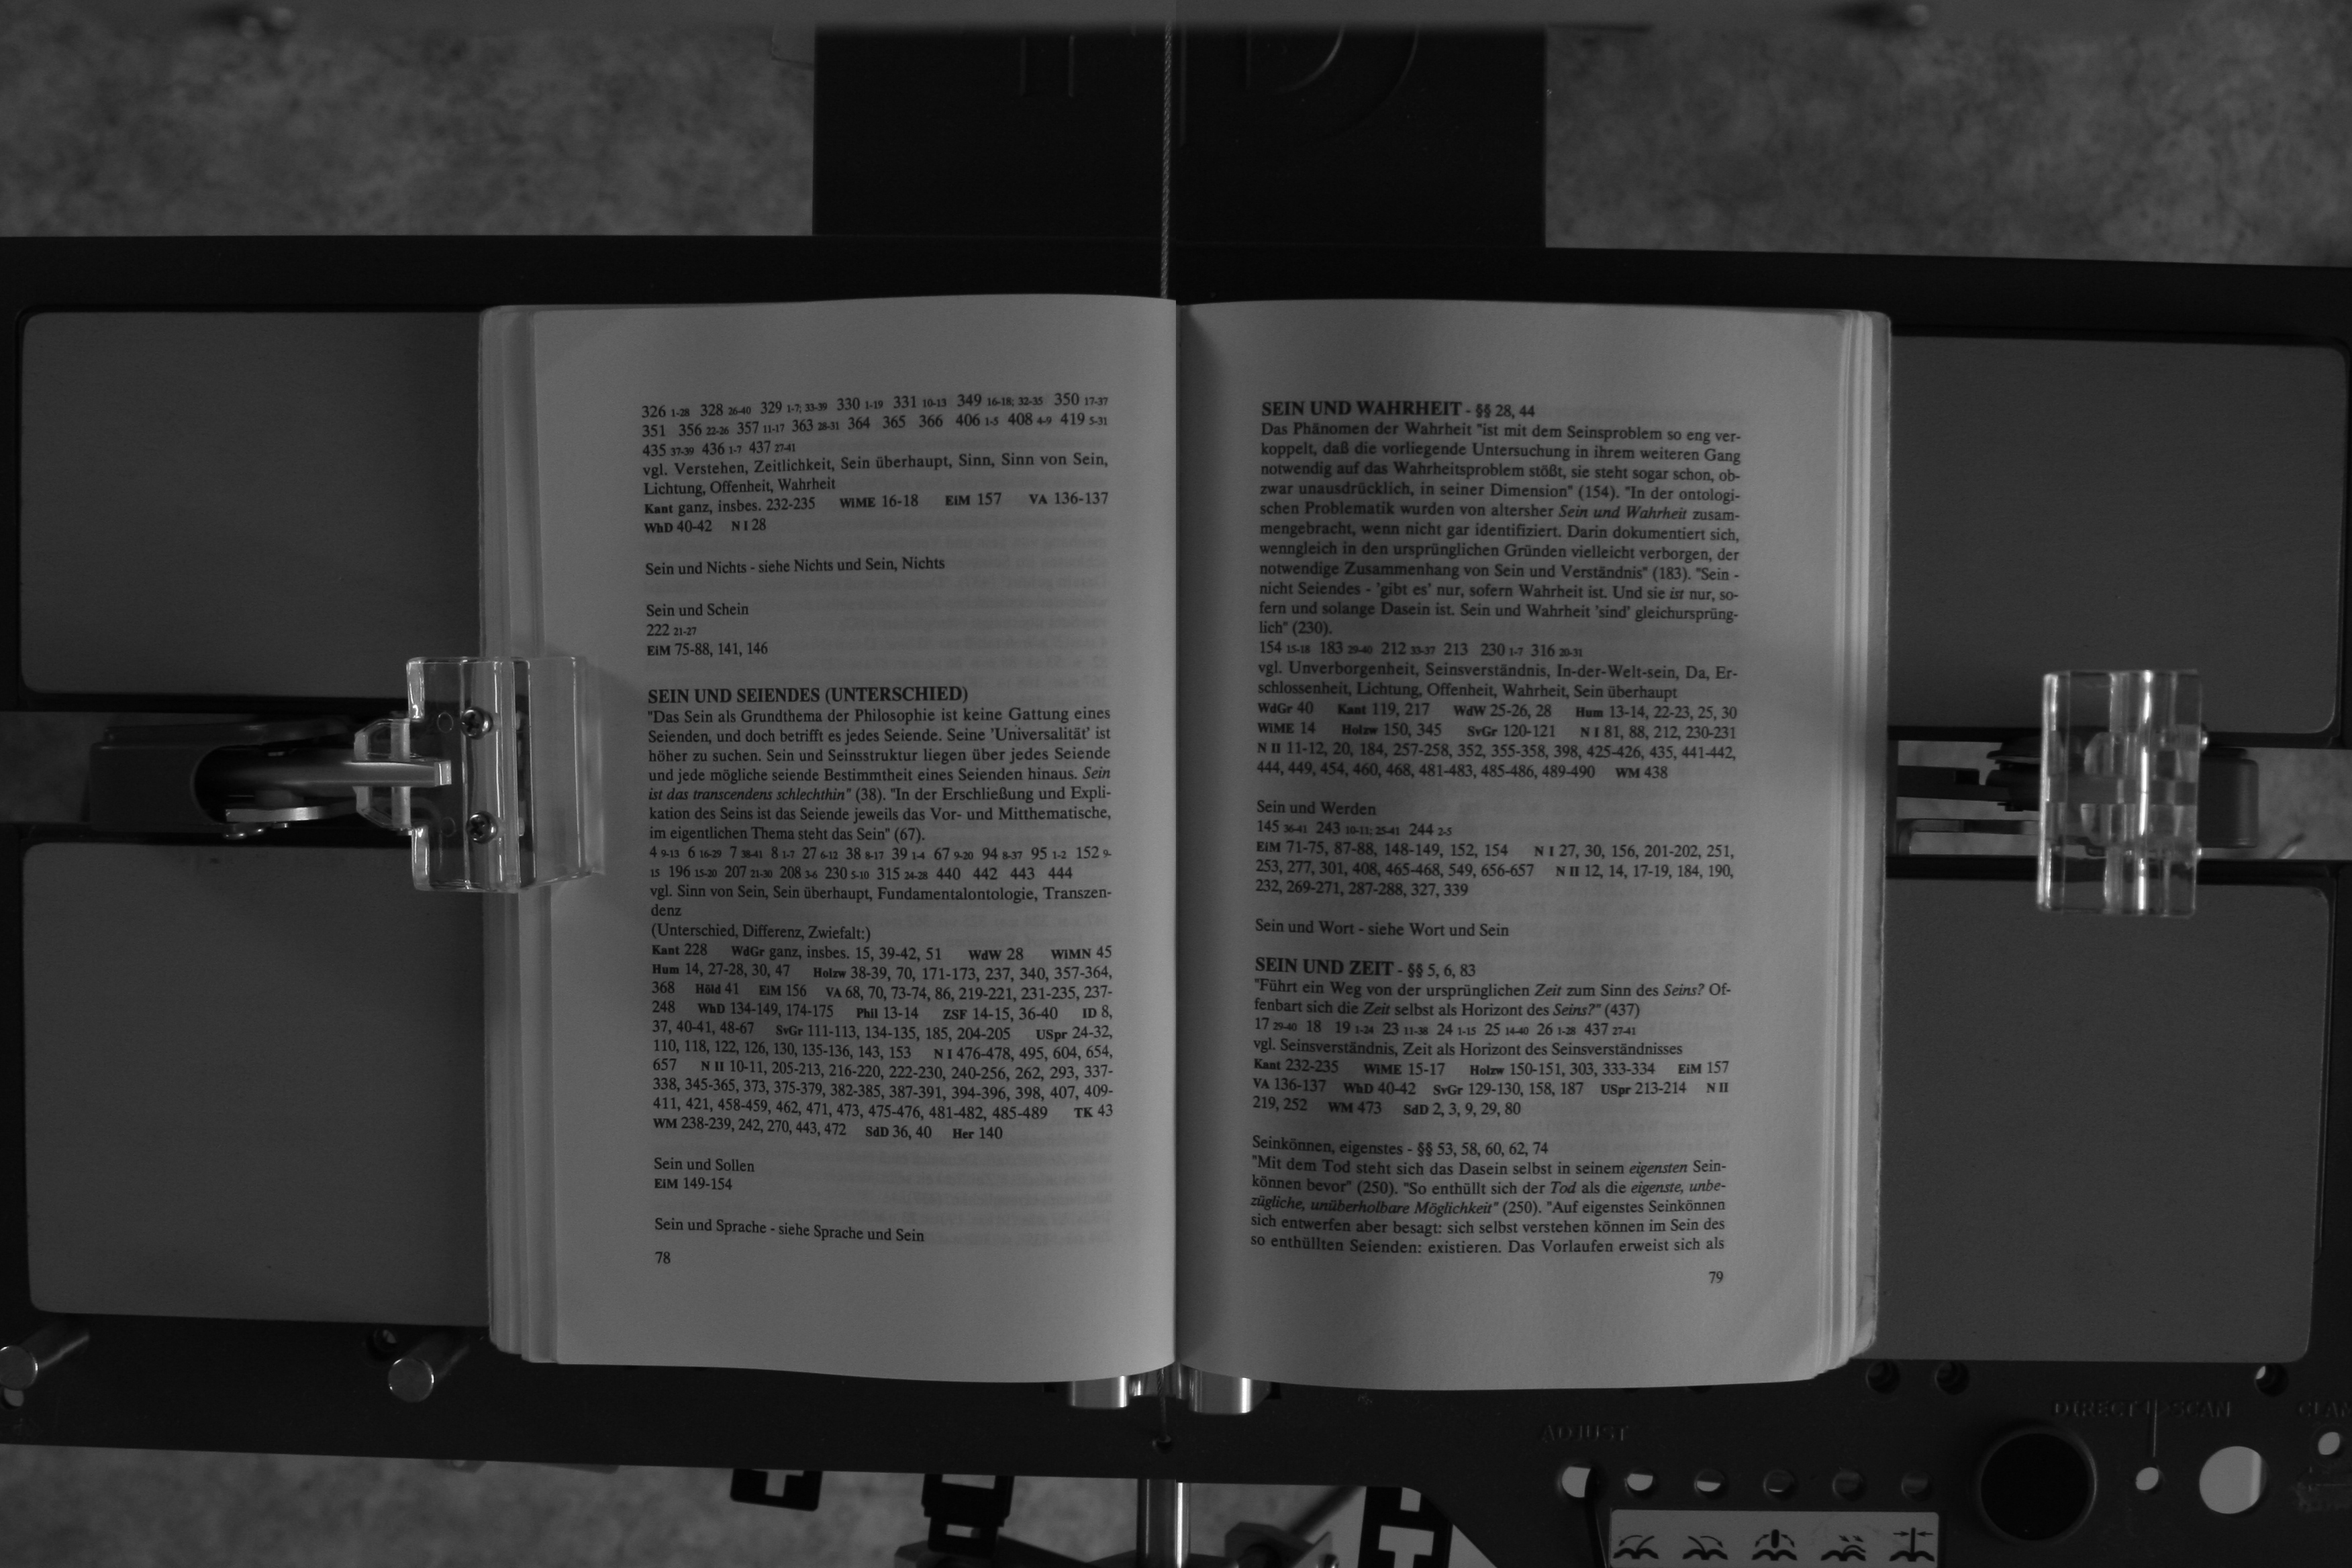 326 1-28 328 26-40 329 1-7; 33-39 330 1-19 331 10-13 349 16-18; 32-35 350 17-37
351 356 22-26 357 11-17 363 28-31 364 365 366 406 1-5 408 4-9 419 5-31
435 37-39 436 1-7 437 27-41
vgl. Verstehen, Zeitlichkeit, Sein überhaupt, Sinn, Sinn von Sein,
Lichtung, Offenheit, Wahrheit
Kant ganz, insbes. 232-235 WiME 16-18 EiM 157 VA 136-137
WhD 40-42 N I 28
Sein und Nichts - siehe Nichts und Sein, Nichts
Sein und Schein
222 21-27
EiM 75-88, 141, 146
SEIN UND SEIENDES (UNTERSCHIED)
"Das Sein als Grundthema der Philosophie ist keine Gattung eines
Seienden, und doch betrifft es jedes Seiende. Seine 'Universalität' ist
höher zu suchen. Sein und Seinsstruktur liegen über jedes Seiende
und jede mögliche seiende Bestimmtheit eines Seienden hinaus. Sein
ist das transcendens schlechthin" (38). "In der Erschließung und Expli-
kation des Seins ist das Seiende jeweils das Vor- und Mitthematische,
im eigentlichen Thema steht das Sein" (67).
4 9-13 6 16-29 7 38-41 8 1-7 27 6-12 38 8-17 39 1-4 67 9-20 94 8-37 95 1-2 152 9-
15 196 15-20 207 21-30 208 3-6 230 5-10 315 24-28 440 442 443 444
vgl. Sinn von Sein, Sein überhaupt, Fundamentalontologie, Transzen-
denz
(Unterschied, Differenz, Zwiefalt:)
Kant 228 WdGr ganz, insbes. 15, 39-42, 51 WdW 28 WiMN 45
Hum 14, 27-28, 30, 47 Holzw 38-39, 70, 171-173, 237, 340, 357-364,
368 Höld 41 EiM 156 VA 68, 70, 73-74, 86, 219-221, 231-235, 237-
248 WhD 134-149, 174-175 Phil 13-14 ZSF 14-15, 36-40 ID 8,
37, 40-41, 48-67 SvGr 111-113, 134-135, 185, 204-205 USpr 24-32,
110, 118, 122, 126, 130, 135-136, 143, 153 N I 476-478, 495, 604, 654,
657 N II 10-11, 205-213, 216-220, 222-230, 240-256, 262, 293, 337-
338, 345-365, 373, 375-379, 382-385, 387-391, 394-396, 398, 407, 409-
411, 421, 458-459, 462, 471, 473, 475-476, 481-482, 485-489 TK 43
WM 238-239, 242, 270, 443, 472 SdD 36, 40 Her 140
Sein und Sollen
EiM 149-154
Sein und Sprache - siehe Sprache und Sein
78
SEIN UND WAHRHEIT - §§ 28, 44
Das Phänomen der Wahrheit "ist mit dem Seinsproblem so eng ver-
koppelt, daß die vorliegende Untersuchung in ihrem weiteren Gang
notwendig auf das Wahrheitsproblem stößt, sie steht sogar schon, ob-
zwar unausdrücklich, in seiner Dimension" (154). "In der ontologi-
schen Problematik wurden von altersher Sein und Wahrheit zusam-
mengebracht, wenn nicht gar identifiziert. Darin dokumentiert sich,
wenngleich in den ursprünglichen Gründen vielleicht verborgen, der
notwendige Zusammenhang von Sein und Verständnis" (183). "Sein -
nicht Seiendes - 'gibt es' nur, sofern Wahrheit ist. Und sie ist nur, so-
fern und solange Dasein ist. Sein und Wahrheit 'sind' gleichursprüng-
lich" (230).
154 15-18 183 29-40 212 33-37 213 230 1-7 316 20-31
vgl. Unverborgenheit, Seinsverständnis, In-der-Welt-sein, Da, Er-
schlossenheit, Lichtung, Offenheit, Wahrheit, Sein überhaupt
WdGr 40 Kant 119, 217 WdW 25-26, 28 Hum 13-14, 22-23, 25, 30
WiME 14 Holzw 150, 345 SvGr 120-121 N I 81, 88, 212, 230-231
N II 11-12, 20, 184, 257-258, 352, 355-358, 398, 425-426, 435, 441-442,
444, 449, 454, 460, 468, 481-483, 485-486, 489-490 WM 438
Sein und Werden
145 36-41 243 10-11; 25-41 244 2-5
EiM 71-75, 87-88, 148-149, 152, 154 N I 27, 30, 156, 201-202, 251,
253, 277, 301, 408, 465-468, 549, 656-657 N II 12, 14, 17-19, 184, 190,
232, 269-271, 287-288, 327, 339
Sein und Wort - siehe Wort und Sein
SEIN UND ZEIT - §§ 5, 6, 83
"Führt ein Weg von der ursprünglichen Zeit zum Sinn des Seins? Of-
fenbart sich die Zeit selbst als Horizont des Seins?" (437)
17 29-40 18 19 1-24 23 11-38 24 1-15 25 14-40 26 1-28 437 27-41
vgl. Seinsverständnis, Zeit als Horizont des Seinsverständnisses
Kant 232-235 WiME 15-17 Holzw 150-151, 303, 333-334 EiM 157
VA 136-137 WhD 40-42 SvGr 129-130, 158, 187 USpr 213-214 N II
219, 252 WM 473 SdD 2, 3, 9, 29, 80
Seinkönnen, eigenstes - §§ 53, 58, 60, 62, 74
"Mit dem Tod steht sich das Dasein selbst in seinem eigensten Sein-
können bevor" (250). "So enthüllt sich der Tod als die eigenste, unbe-
zügliche, unüberholbare Möglichkeit" (250). "Auf eigenstes Seinkönnen
sich entwerfen aber besagt: sich selbst verstehen können im Sein des
so enthüllten Seienden: existieren. Das Vorlaufen erweist sich als
79
ADJUST
DIRECT SCAN